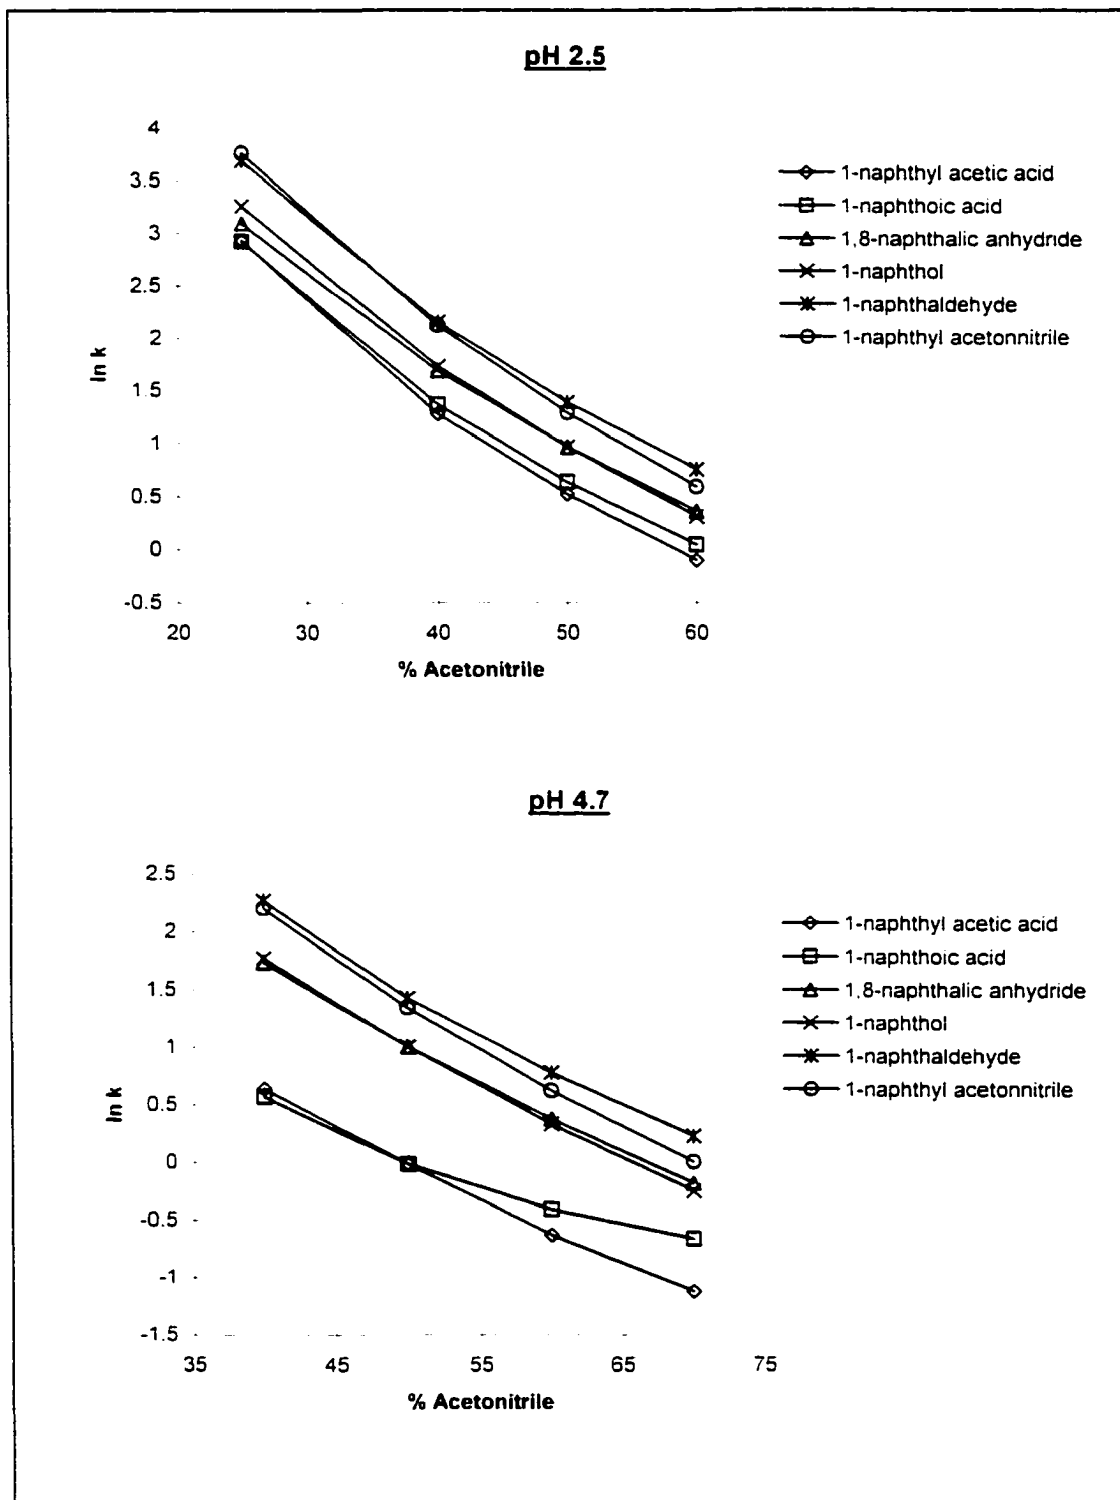 pH 2.5
4
3.5
3
2.5
2
1.5
1
0.5
0
-0.5
ln k
20 30 40 50 60
% Acetonitrile
1-naphthyl acetic acid
1-naphthoic acid
1,8-naphthalic anhydride
1-naphthol
1-naphthaldehyde
1-naphthyl acetonnitrile
pH 4.7
2.5
2
1.5
1
0.5
0
-0.5
-1
-1.5
ln k
35 45 55 65 75
% Acetonitrile
1-naphthyl acetic acid
1-naphthoic acid
1,8-naphthalic anhydride
1-naphthol
1-naphthaldehyde
1-naphthyl acetonnitrile